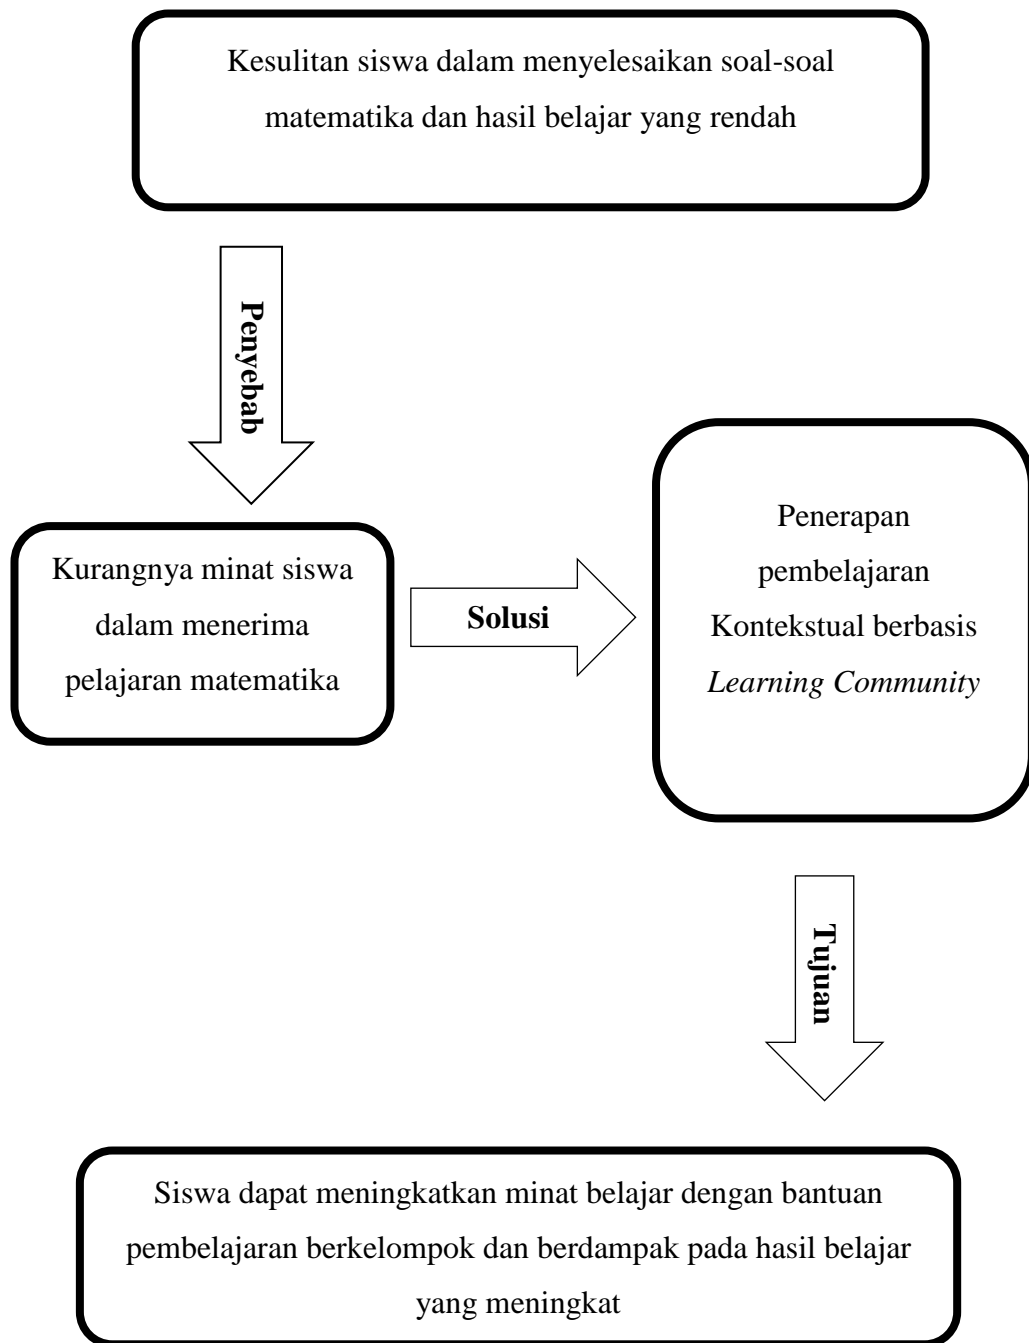 Kesulitan siswa dalam menyelesaikan soal-soal
matematika dan hasil belajar yang rendah
Penyebab
Kurangnya minat siswa
dalam menerima
pelajaran matematika
Solusi
Penerapan
pembelajaran
Kontekstual berbasis
Learning Community
Tujuan
Siswa dapat meningkatkan minat belajar dengan bantuan
pembelajaran berkelompok dan berdampak pada hasil belajar
yang meningkat